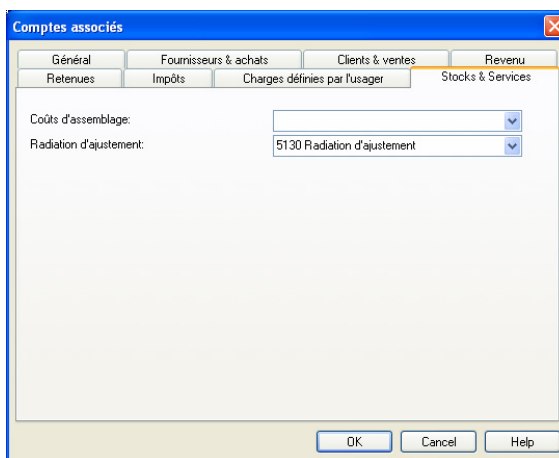 Comptes associés
Général Fournisseurs & achats Clients & ventes Revenu
Retenues Impôts Charges définies par l'usager Stocks & Services
Coûts d'assemblage:
Radiation d'ajustement: 5130 Radiation d'ajustement
OK Cancel Help